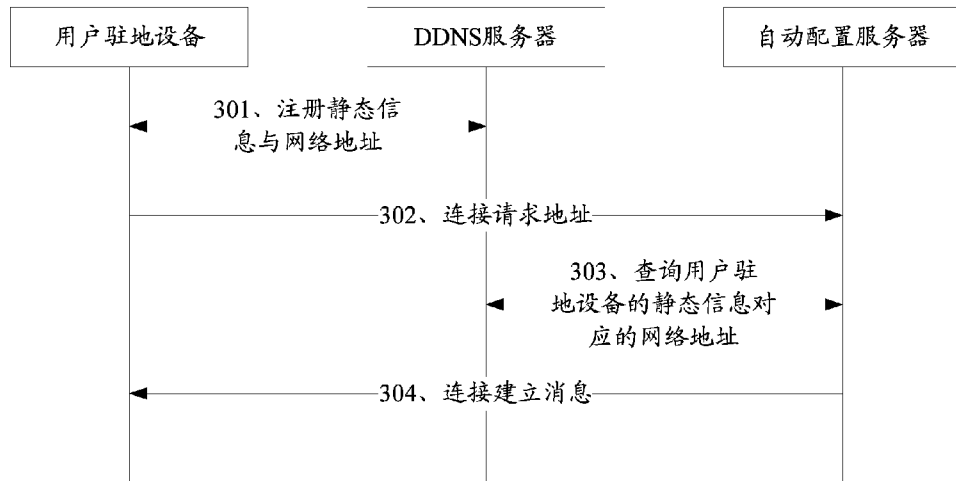 用户驻地设备
DDNS服务器
自动配置服务器
301、注册静态信
息与网络地址
302、连接请求地址
303、查询用户驻
地设备的静态信息对
应的网络地址
304、连接建立消息